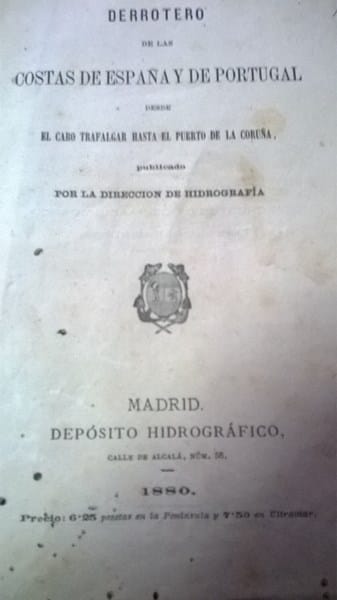 DERROTERO
DE LAS
COSTAS DE ESPAÑA Y DE PORTUGAL
DESDE
EL CABO TRAFALGAR HASTA EL PUERTO DE LA CORUÑA,
publicado
POR LA DIRECCION DE HIDROGRAFÍA
MADRID.
DEPÓSITO HIDROGRÁFICO,
CALLE DE ALCALÁ, NÚM. 56.
1880.
Precio: 6·25 pesetas en la Península y 7·50 en Ultramar.